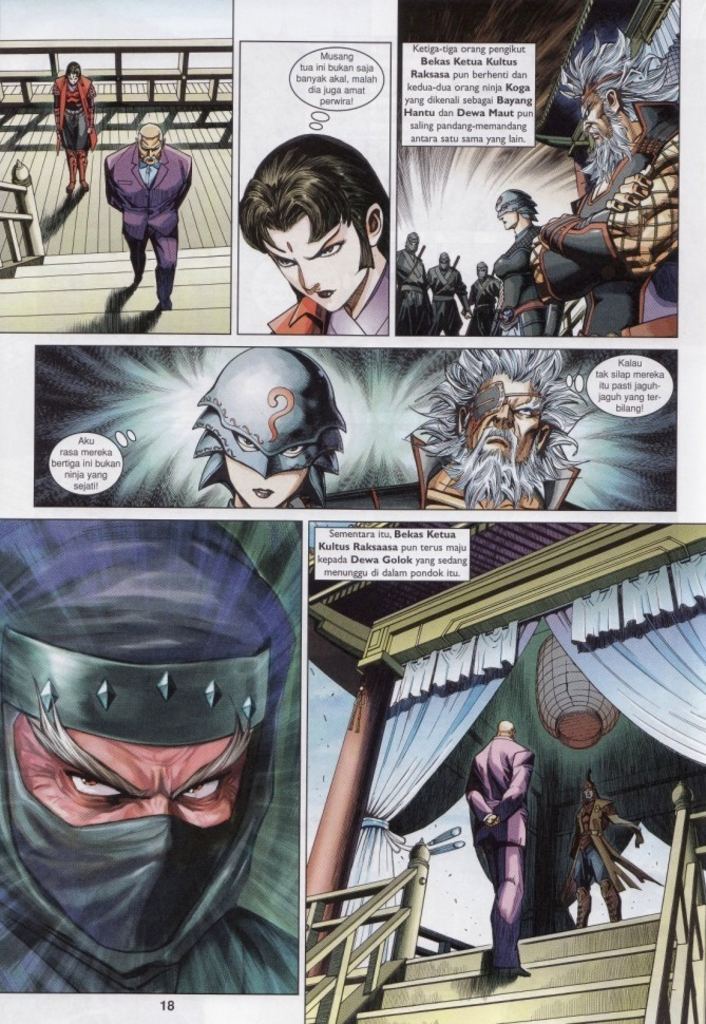 Musang
tua ini bukan saja
banyak akal, malah
dia juga amat
perwira!
Ketiga-tiga orang pengikut
Bekas Ketua Kultus
Raksasa pun berhenti dan
kedua-dua orang ninja Koga
yang dikenali sebagai Bayang
Hantu dan Dewa Maut pun
saling pandang-memandang
antara satu sama yang lain.
Aku
rasa mereka
bertiga ini bukan
ninja yang
sejati!
?
Kalau
tak silap mereka
itu pasti jaguh-
jaguh yang ter-
bilang!
Sementara itu, Bekas Ketua
Kultus Raksaasa pun terus maju
kepada Dewa Golok yang sedang
menunggu di dalam pondok itu.
18